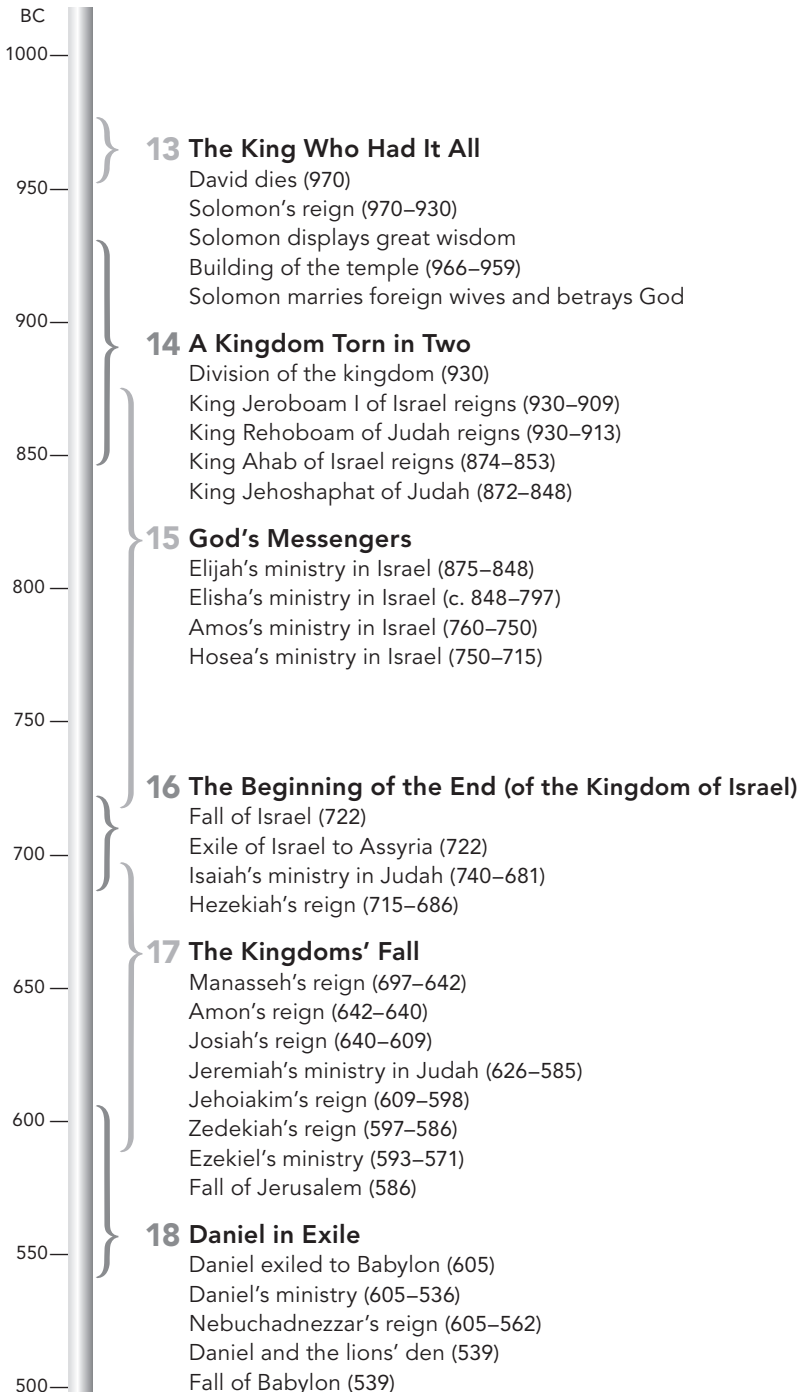 BC
1000
13 The King Who Had It All
David dies (970)
950
Solomon's reign (970–930)
Solomon displays great wisdom
Building of the temple (966–959)
Solomon marries foreign wives and betrays God
900
14 A Kingdom Torn in Two
Division of the kingdom (930)
King Jeroboam I of Israel reigns (930–909)
King Rehoboam of Judah reigns (930–913)
850
King Ahab of Israel reigns (874–853)
King Jehoshaphat of Judah (872–848)
15 God's Messengers
Elijah's ministry in Israel (875–848)
800
Elisha's ministry in Israel (c. 848–797)
Amos's ministry in Israel (760–750)
Hosea's ministry in Israel (750–715)
750
16 The Beginning of the End (of the Kingdom of Israel)
Fall of Israel (722)
Exile of Israel to Assyria (722)
700
Isaiah's ministry in Judah (740–681)
Hezekiah's reign (715–686)
17 The Kingdoms' Fall
Manasseh's reign (697–642)
650
Amon's reign (642–640)
Josiah's reign (640–609)
Jeremiah's ministry in Judah (626–585)
Jehoiakim's reign (609–598)
600
Zedekiah's reign (597–586)
Ezekiel's ministry (593–571)
Fall of Jerusalem (586)
18 Daniel in Exile
550
Daniel exiled to Babylon (605)
Daniel's ministry (605–536)
Nebuchadnezzar's reign (605–562)
Daniel and the lions' den (539)
500
Fall of Babylon (539)